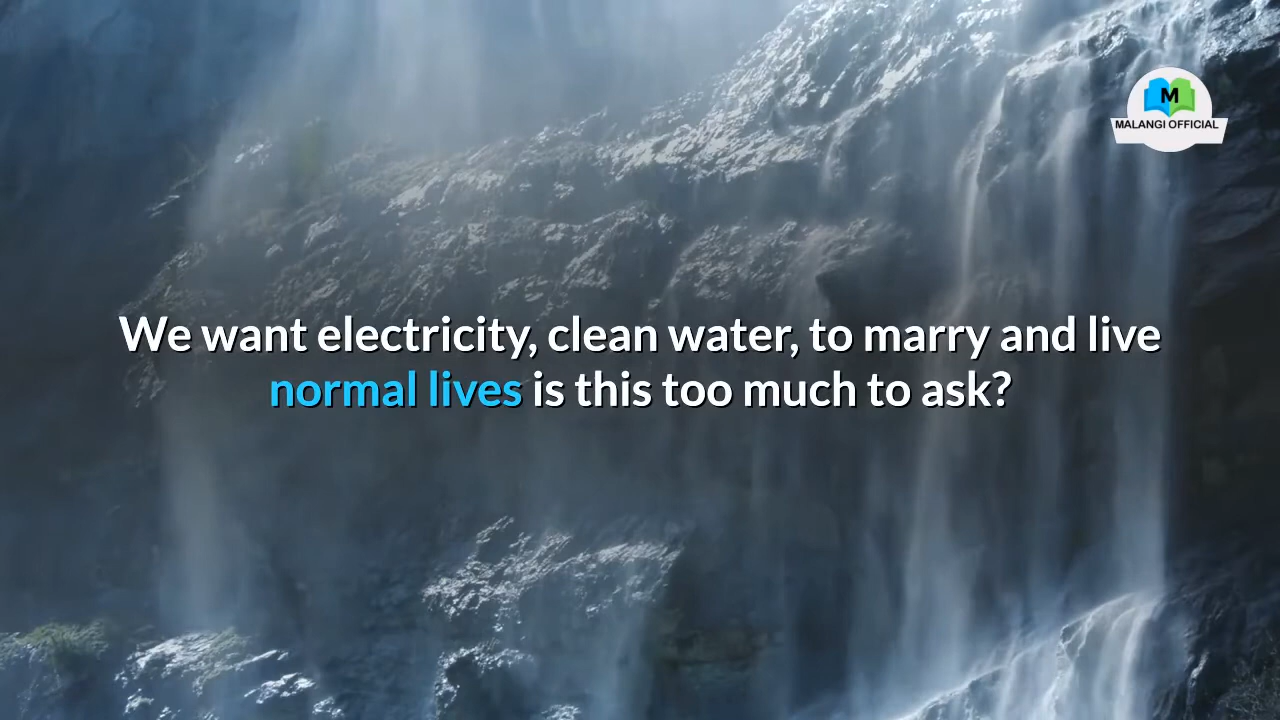 M
MALANGI OFFICIAL
We want electricity, clean water, to marry and live
normal lives is this too much to ask?